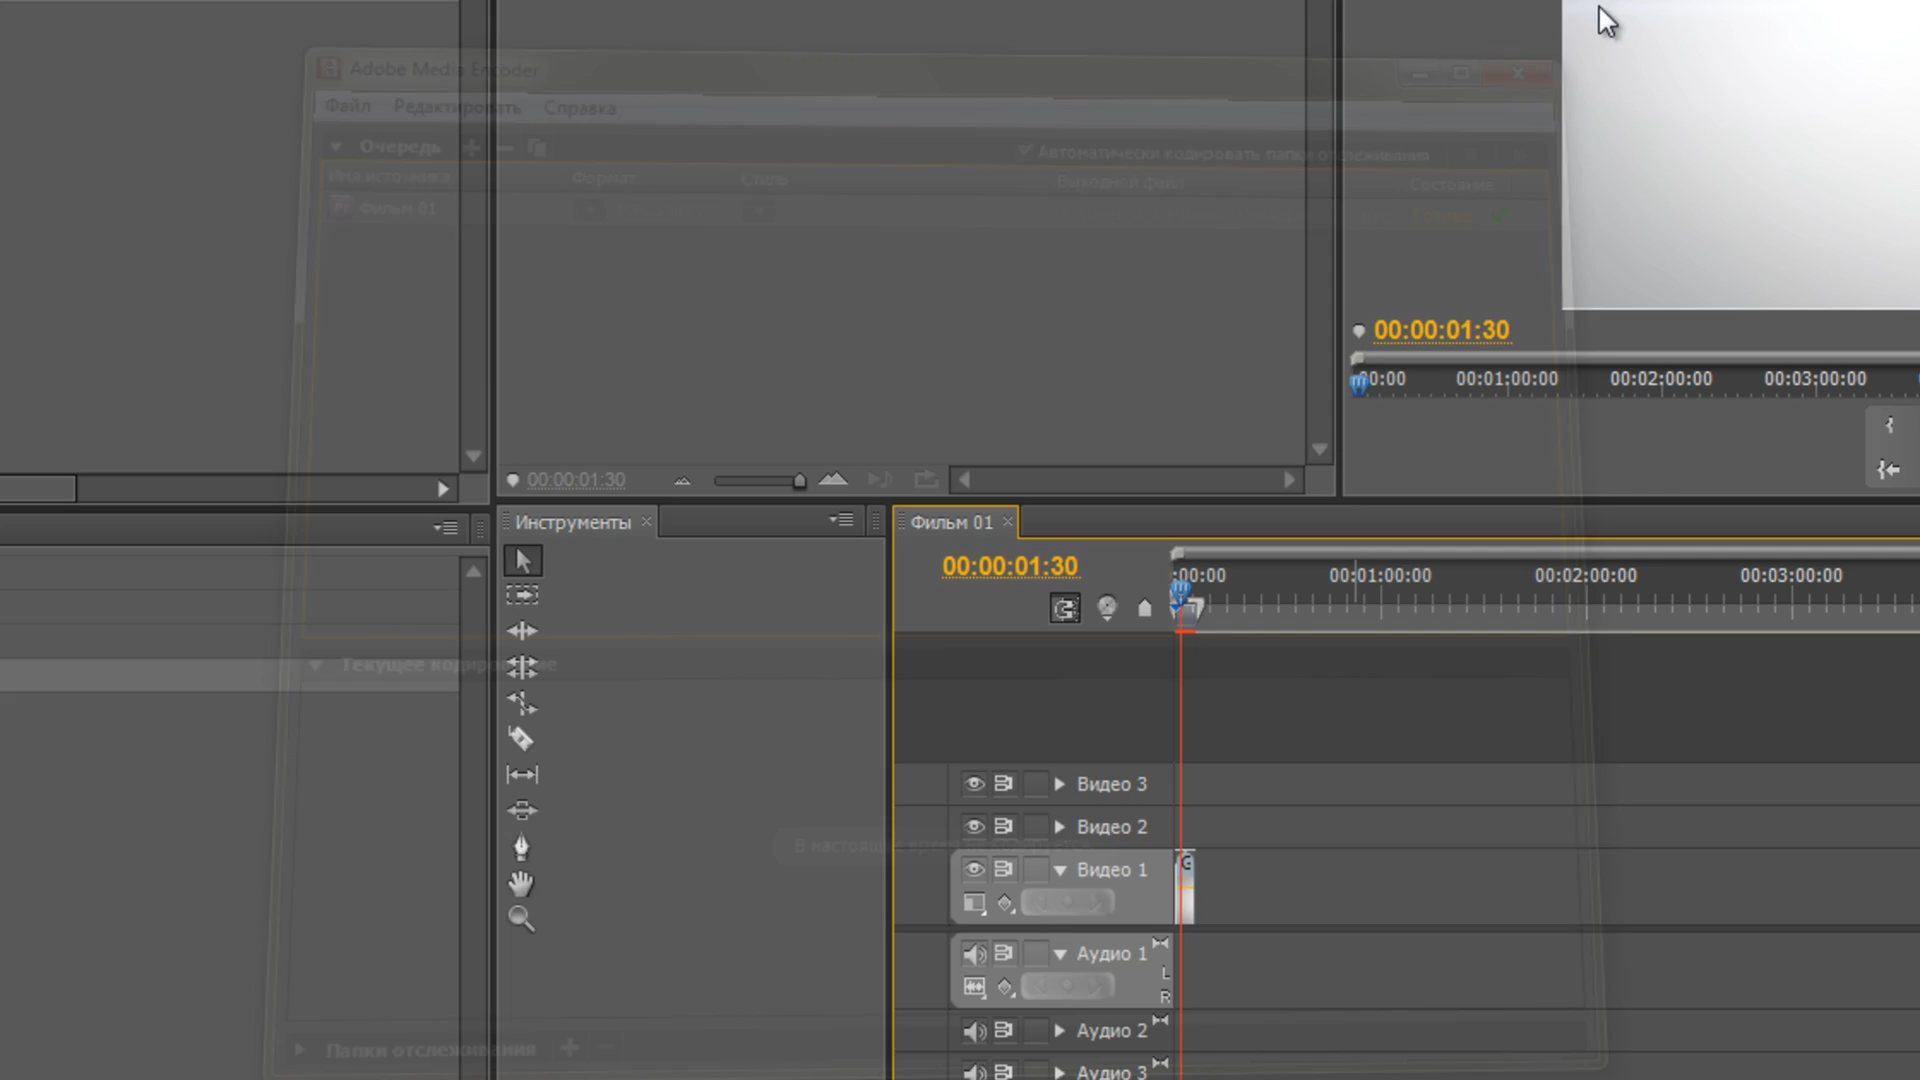 Adobe Media Encoder
Файл Редактировать Справка
Очередь
Автоматически кодировать папки отслеживания
Имя источника Формат Стиль Выходной файл Состояние
Фильм 01
00:00:01:30
00:00 00:01:00:00 00:02:00:00 00:03:00:00
00:00:01:30
Инструменты
Фильм 01
00:00:01:30
:00:00 00:01:00:00 00:02:00:00 00:03:00:00
Текущее кодирование
Видео 3
Видео 2
В настоящее время не кодируется
Видео 1
Аудио 1
L
R
Аудио 2
Папки отслеживания
Аудио 3